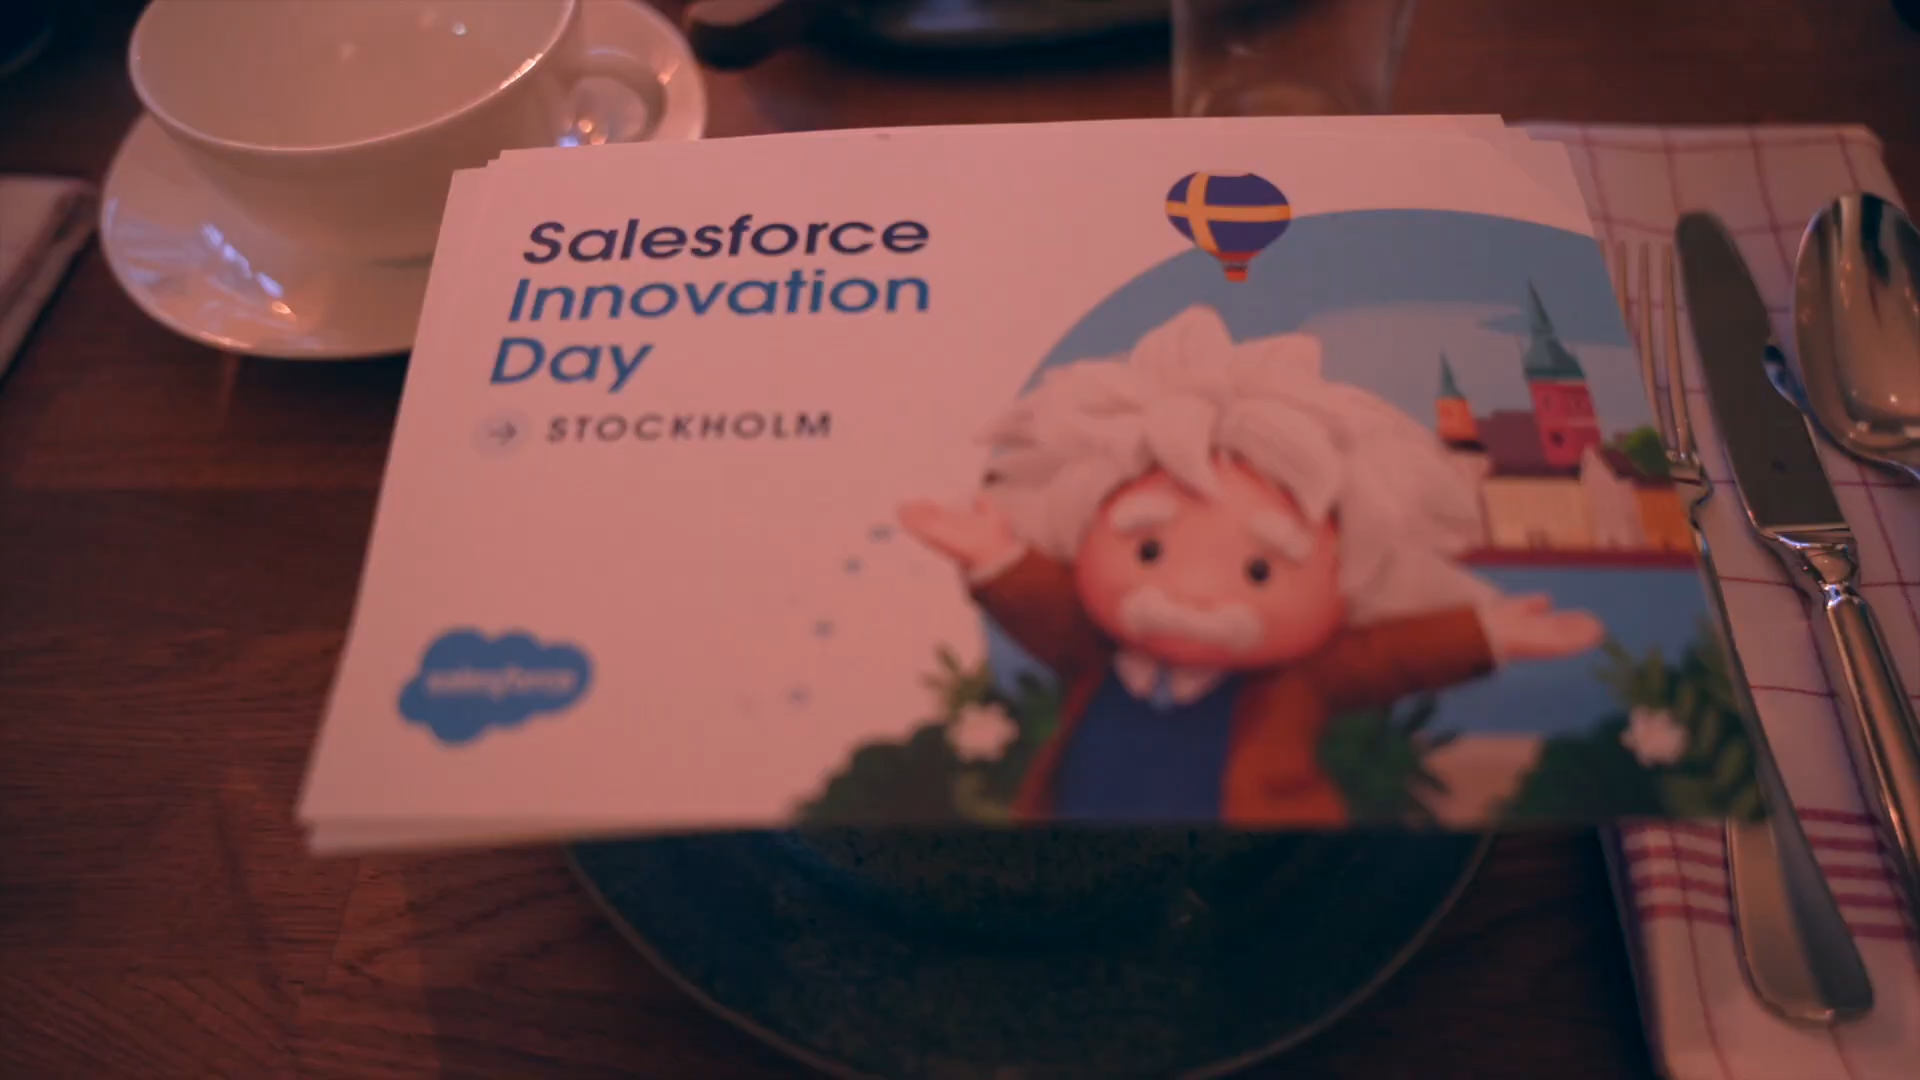 Salesforce
Innovation
Day
STOCKHOLM
salesforce